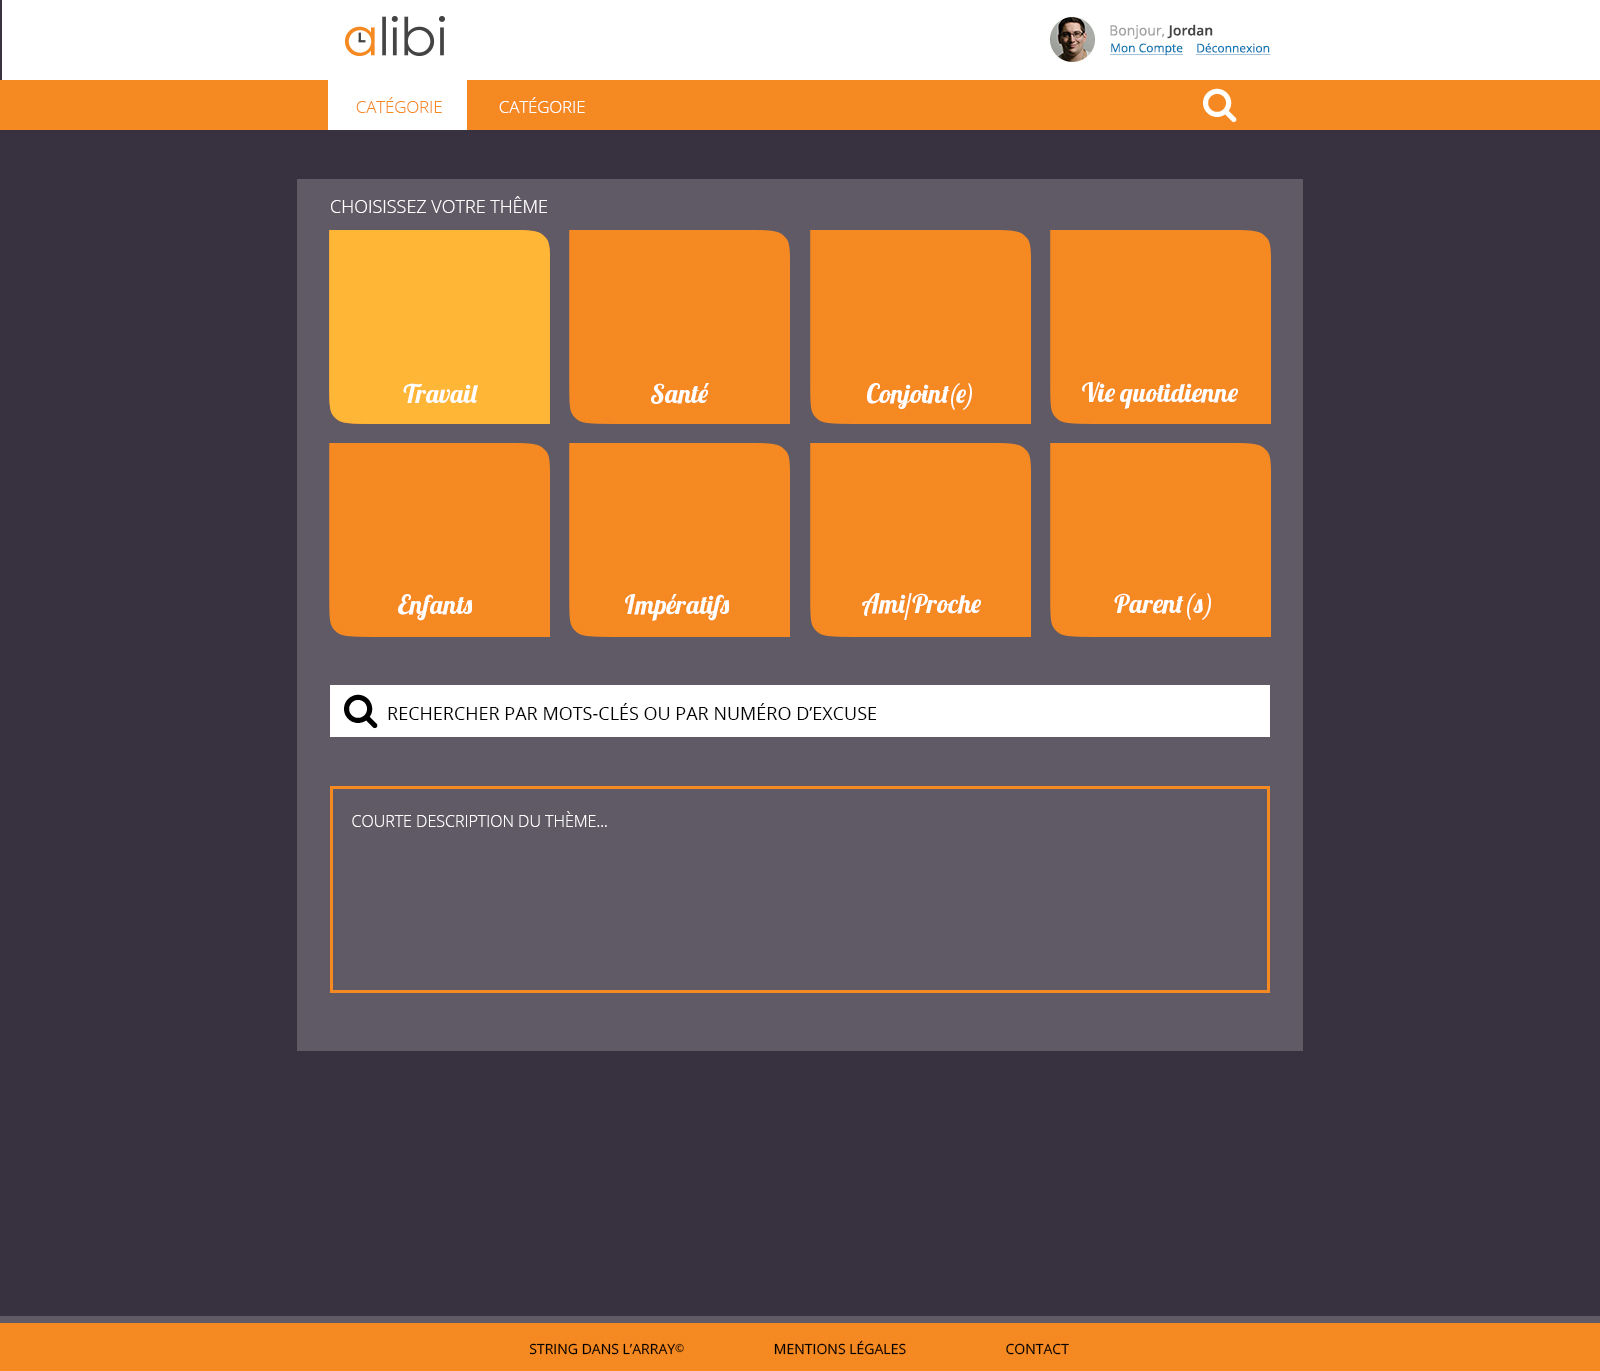 alibi
Bonjour, Jordan
Mon Compte Déconnexion
CATÉGORIE CATÉGORIE
CHOISISSEZ VOTRE THÊME
Travail Santé Conjoint(e) Vie quotidienne
Enfants Impératifs Ami/Proche Parent(s)
RECHERCHER PAR MOTS-CLÉS OU PAR NUMÉRO D’EXCUSE
COURTE DESCRIPTION DU THÈME...
STRING DANS L’ARRAY© MENTIONS LÉGALES CONTACT